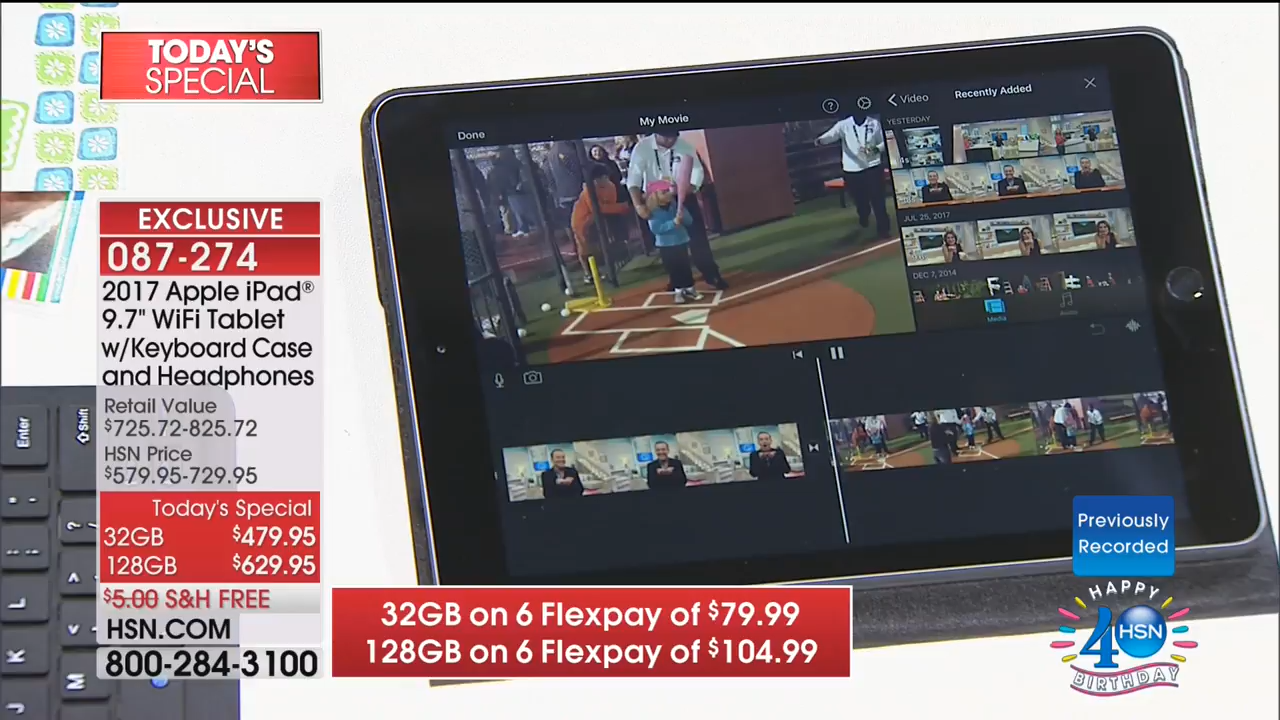 TODAY'S
SPECIAL
EXCLUSIVE
087-274
2017 Apple iPad®
9.7" WiFi Tablet
w/Keyboard Case
and Headphones
Retail Value
$725.72-825.72
HSN Price
$579.95-729.95
Today's Special
32GB $479.95
128GB $629.95
$5.00 S&H FREE
HSN.COM
800-284-3100
32GB on 6 Flexpay of $79.99
128GB on 6 Flexpay of $104.99
Previously
Recorded
HAPPY
40 HSN
BIRTHDAY
Done
My Movie
?
Video
Recently Added
YESTERDAY
JUL 25, 2017
DEC 7, 2014
Media
Audio
Enter
Shift
L
K
J
M